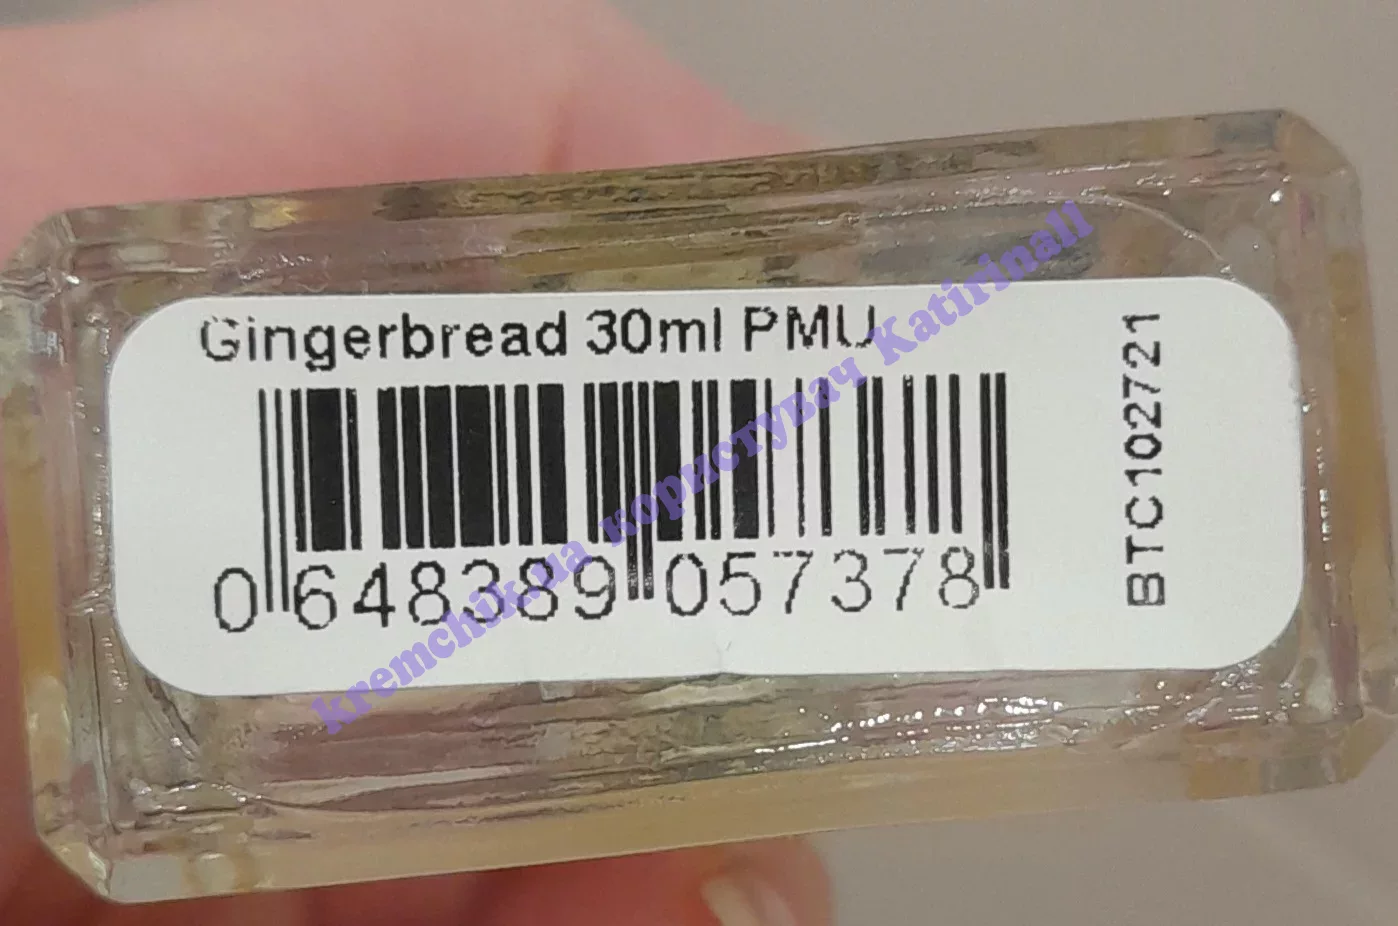 Gingerbread 30ml PMU
0 648389 057378
BTC102721
kremchik.ua користувач Katirinall